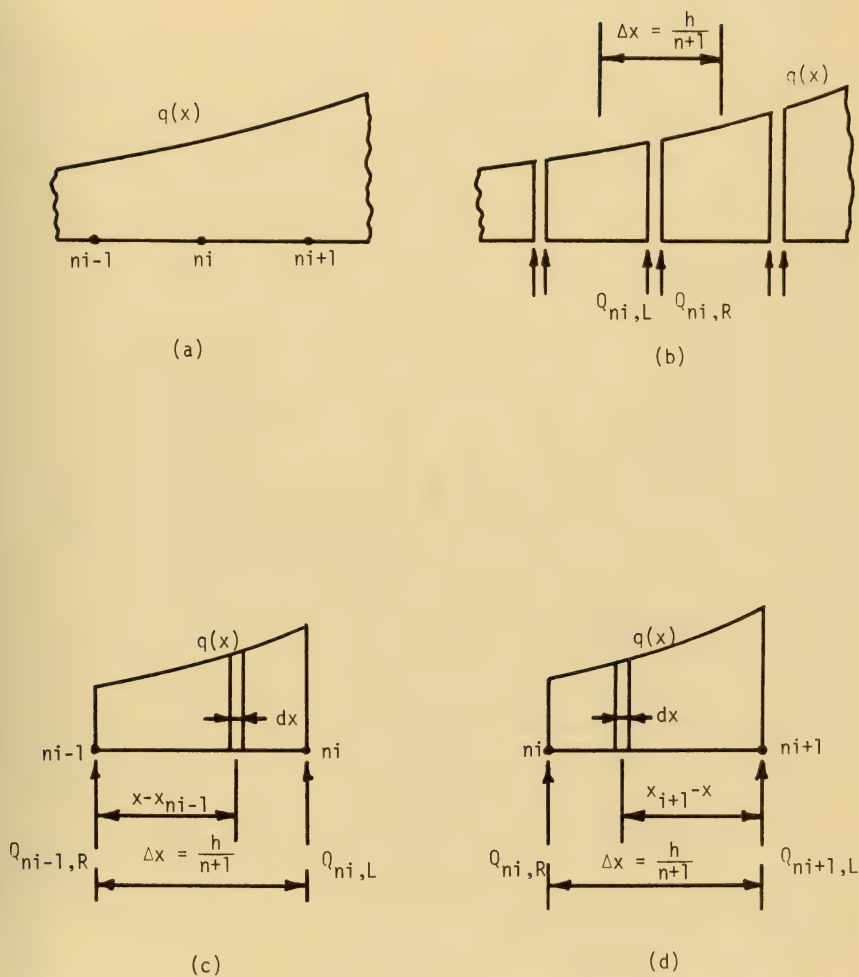 q(x)
ni-1 ni ni+1
(a)
Δx = h/n+1
q(x)
Q_ni,L Q_ni,R
(b)
q(x)
dx
ni-1 ni
x-x_ni-1
Q_ni-1,R Δx = h/n+1 Q_ni,L
(c)
q(x)
dx
ni ni+1
x_i+1-x
Q_ni,R Δx = h/n+1 Q_ni+1,L
(d)